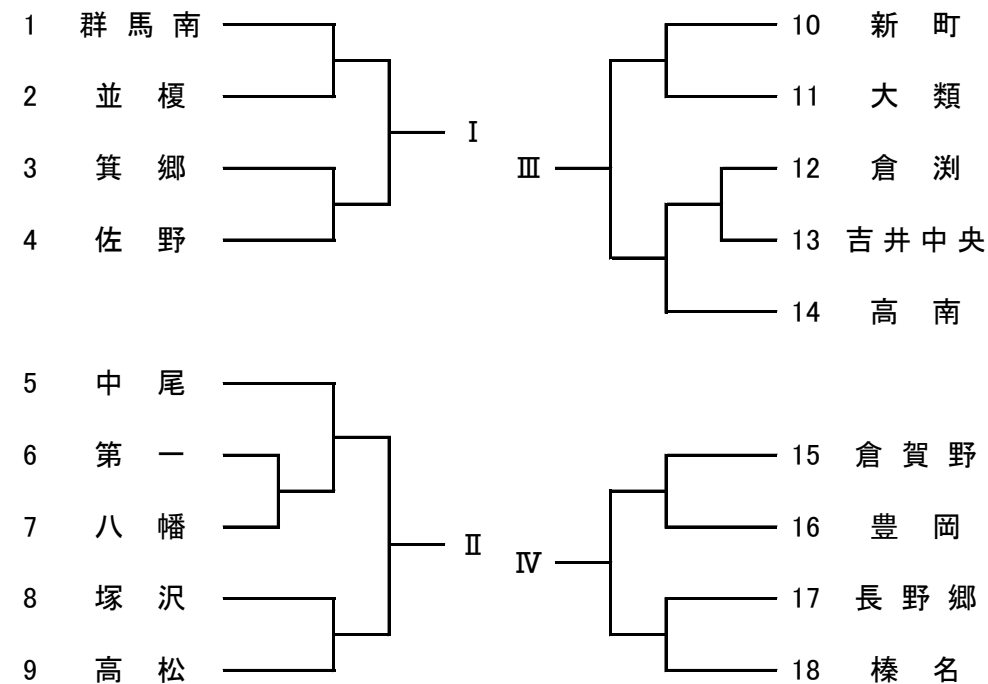 1 群馬南
2 並榎
Ⅰ
3 箕郷
4 佐野
5 中尾
6 第一
7 八幡
Ⅱ
8 塚沢
9 高松
10 新町
11 大類
Ⅲ
12 倉渕
13 吉井中央
14 高南
15 倉賀野
16 豊岡
Ⅳ
17 長野郷
18 榛名